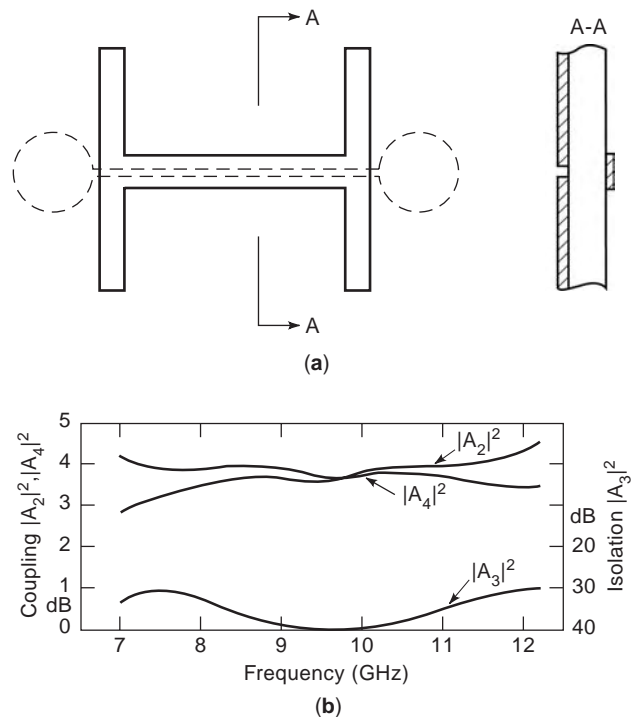 A
A-A
A
(a)
5
4
3
2
1
dB
0
Coupling |A₂|²,|A₄|²
|A₂|²
|A₄|²
|A₃|²
dB
20
30
40
Isolation |A₃|²
7 8 9 10 11 12
Frequency (GHz)
(b)